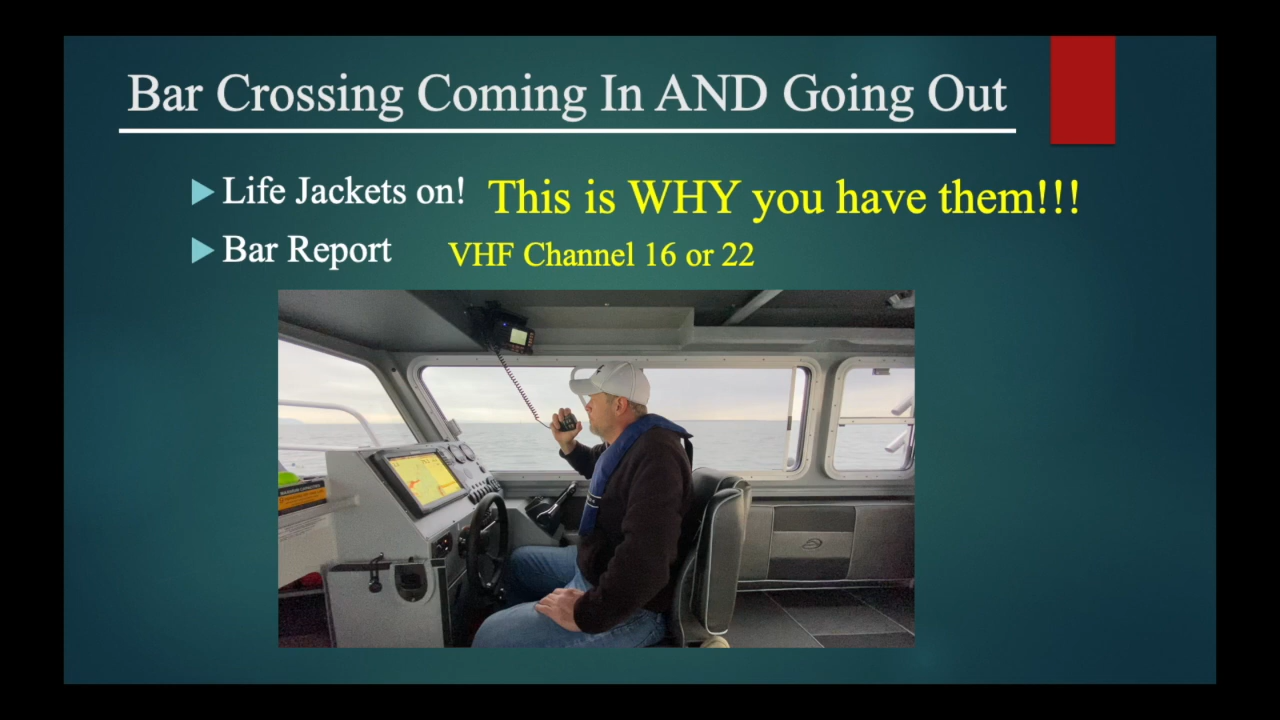 Bar Crossing Coming In AND Going Out
Life Jackets on! This is WHY you have them!!!
Bar Report VHF Channel 16 or 22